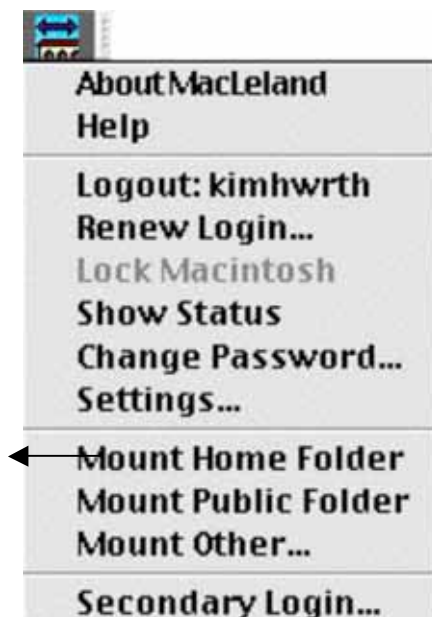 About MacLeland
Help
Logout: kimhwrth
Renew Login...
Lock Macintosh
Show Status
Change Password...
Settings...
Mount Home Folder
Mount Public Folder
Mount Other...
Secondary Login...